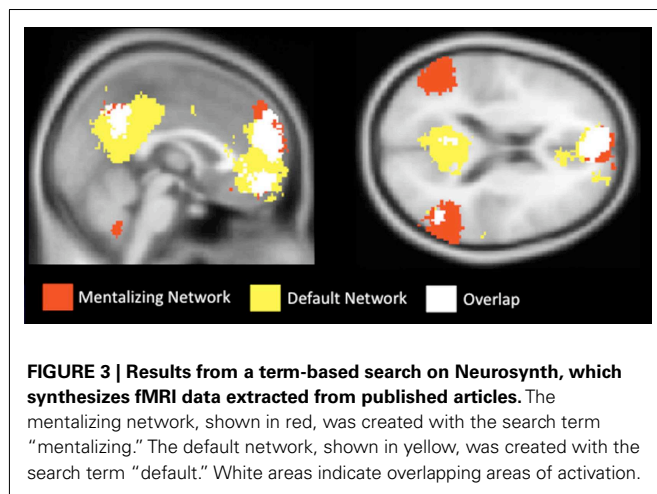 Mentalizing Network Default Network Overlap
FIGURE 3 | Results from a term-based search on Neurosynth, which
synthesizes fMRI data extracted from published articles. The
mentalizing network, shown in red, was created with the search term
“mentalizing.” The default network, shown in yellow, was created with the
search term “default.” White areas indicate overlapping areas of activation.